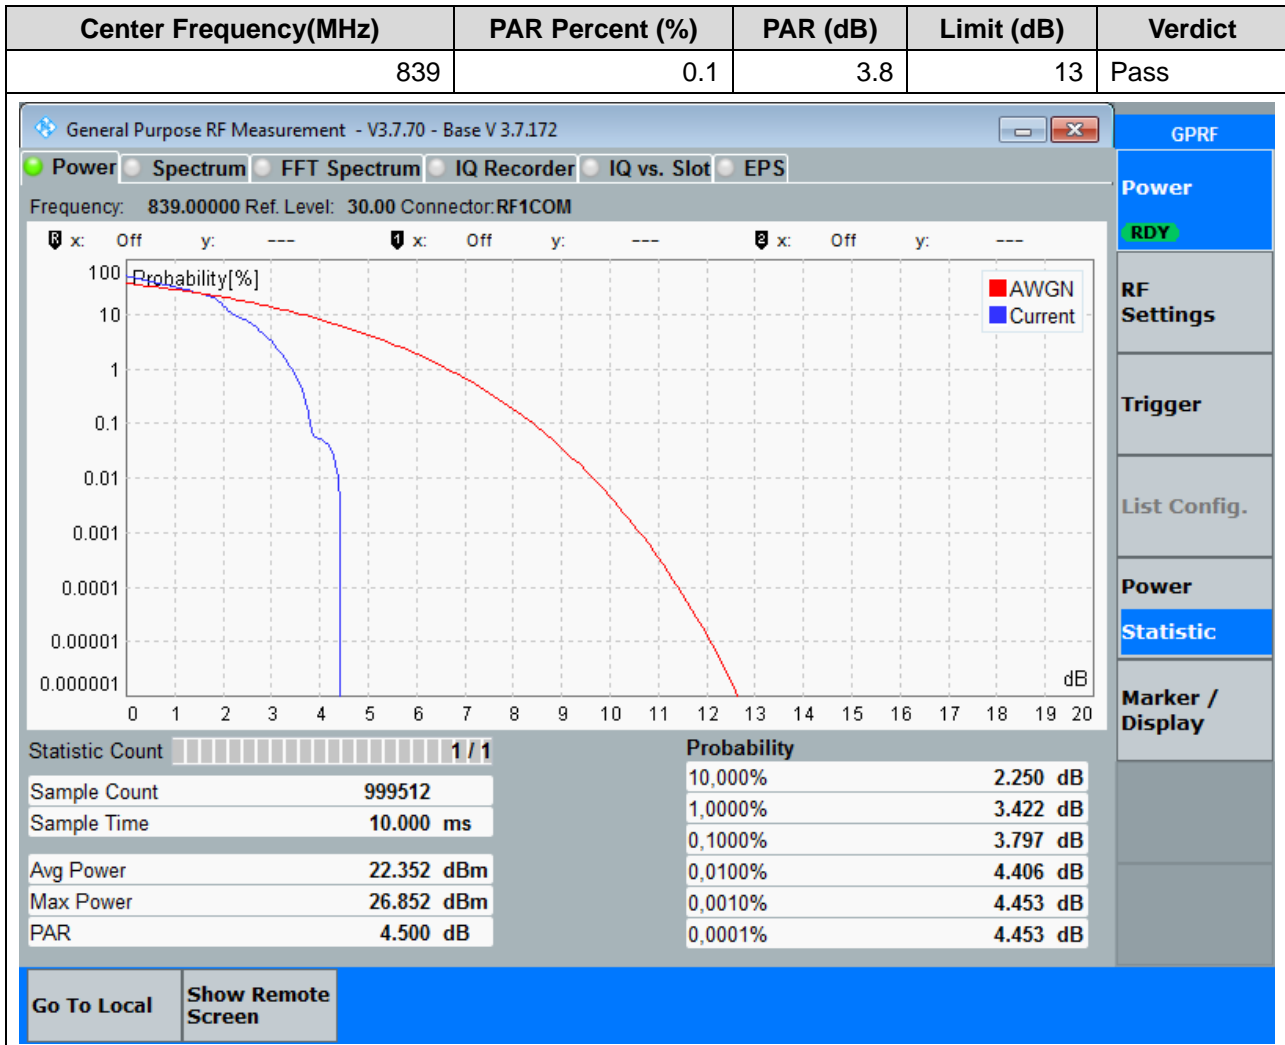 Center Frequency(MHz) PAR Percent (%) PAR (dB) Limit (dB) Verdict
839 0.1 3.8 13 Pass
General Purpose RF Measurement - V3.7.70 - Base V 3.7.172
GPRF
Power Spectrum FFT Spectrum IQ Recorder IQ vs. Slot EPS
Frequency: 839.00000 Ref. Level: 30.00 Connector: RF1COM
R x: Off y: --- 1 x: Off y: --- 2 x: Off y: ---
Probability[%]
AWGN
Current
100
10
1
0.1
0.01
0.001
0.0001
0.00001
0.000001
dB
0 1 2 3 4 5 6 7 8 9 10 11 12 13 14 15 16 17 18 19 20
Statistic Count 1 / 1
Sample Count 999512
Sample Time 10.000 ms
Avg Power 22.352 dBm
Max Power 26.852 dBm
PAR 4.500 dB
Probability
10,000% 2.250 dB
1,0000% 3.422 dB
0,1000% 3.797 dB
0,0100% 4.406 dB
0,0010% 4.453 dB
0,0001% 4.453 dB
Power
RDY
RF
Settings
Trigger
List Config.
Power
Statistic
Marker /
Display
Go To Local
Show Remote
Screen